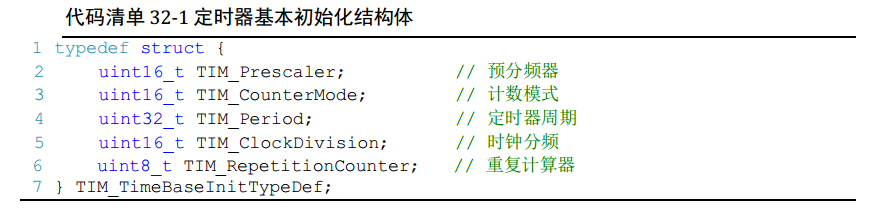 代码清单 32-1 定时器基本初始化结构体
1 typedef struct {
2 uint16_t TIM_Prescaler; // 预分频器
3 uint16_t TIM_CounterMode; // 计数模式
4 uint32_t TIM_Period; // 定时器周期
5 uint16_t TIM_ClockDivision; // 时钟分频
6 uint8_t TIM_RepetitionCounter; // 重复计算器
7 } TIM_TimeBaseInitTypeDef;